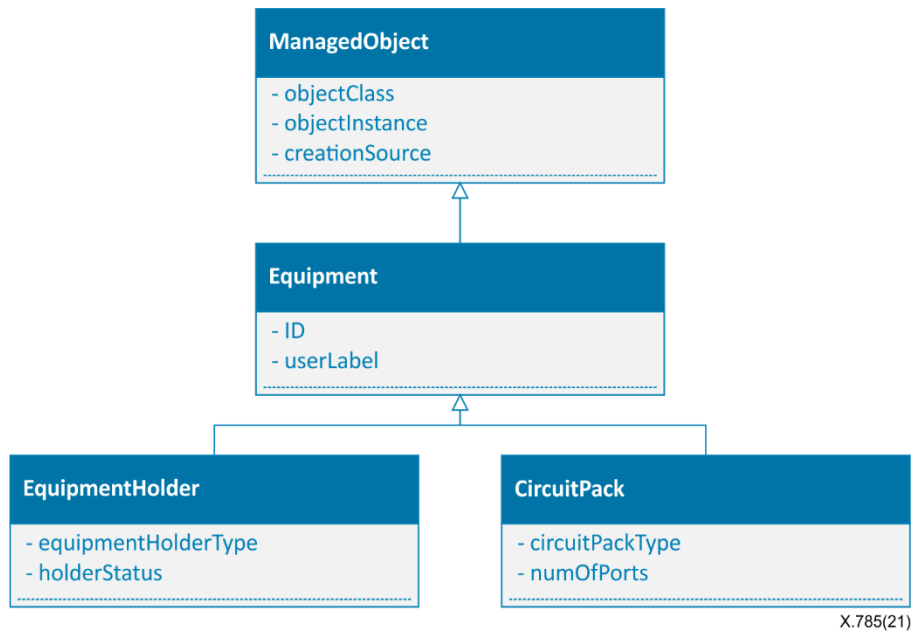 ManagedObject
- objectClass
- objectInstance
- creationSource
Equipment
- ID
- userLabel
EquipmentHolder
- equipmentHolderType
- holderStatus
CircuitPack
- circuitPackType
- numOfPorts
X.785(21)